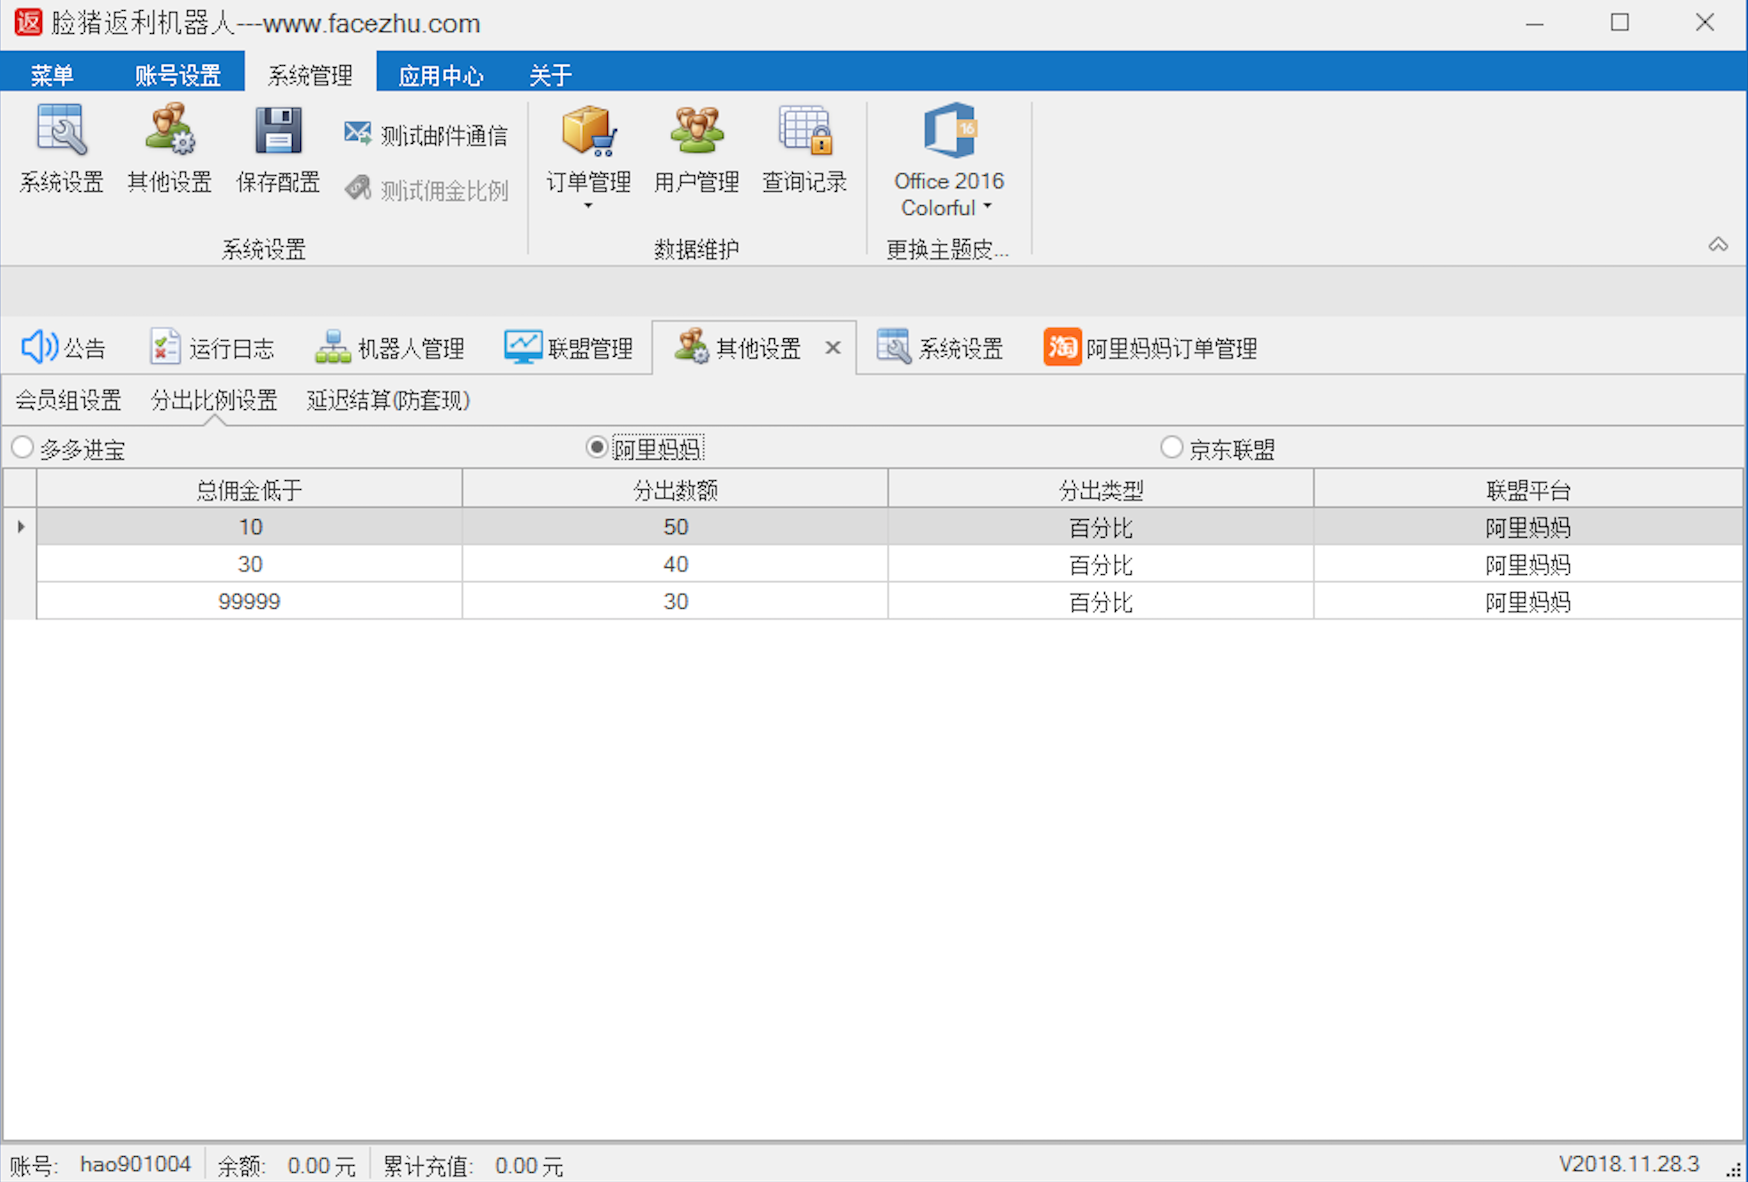 返 脸猪返利机器人---www.facezhu.com
菜单 账号设置 系统管理 应用中心 关于
系统设置 其他设置 保存配置 测试邮件通信 测试佣金比例 订单管理 用户管理 查询记录 16 Office 2016 Colorful
系统设置 数据维护 更换主题皮...
公告 运行日志 机器人管理 联盟管理 其他设置 系统设置 淘 阿里妈妈订单管理
会员组设置 分出比例设置 延迟结算(防套现)
多多进宝 阿里妈妈 京东联盟
总佣金低于 分出数额 分出类型 联盟平台
10 50 百分比 阿里妈妈
30 40 百分比 阿里妈妈
99999 30 百分比 阿里妈妈
账号: hao901004 余额: 0.00 元 累计充值: 0.00 元 V2018.11.28.3